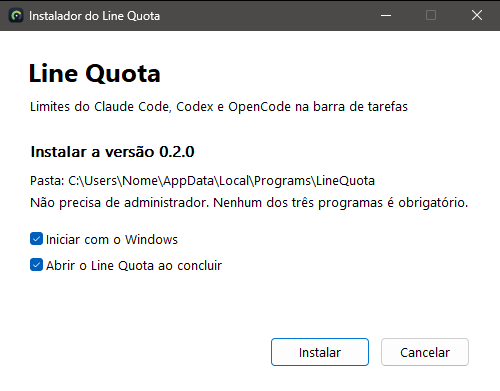 Instalador do Line Quota
Line Quota
Limites do Claude Code, Codex e OpenCode na barra de tarefas
Instalar a versão 0.2.0
Pasta: C:\Users\Nome\AppData\Local\Programs\LineQuota
Não precisa de administrador. Nenhum dos três programas é obrigatório.
Iniciar com o Windows
Abrir o Line Quota ao concluir
Instalar
Cancelar